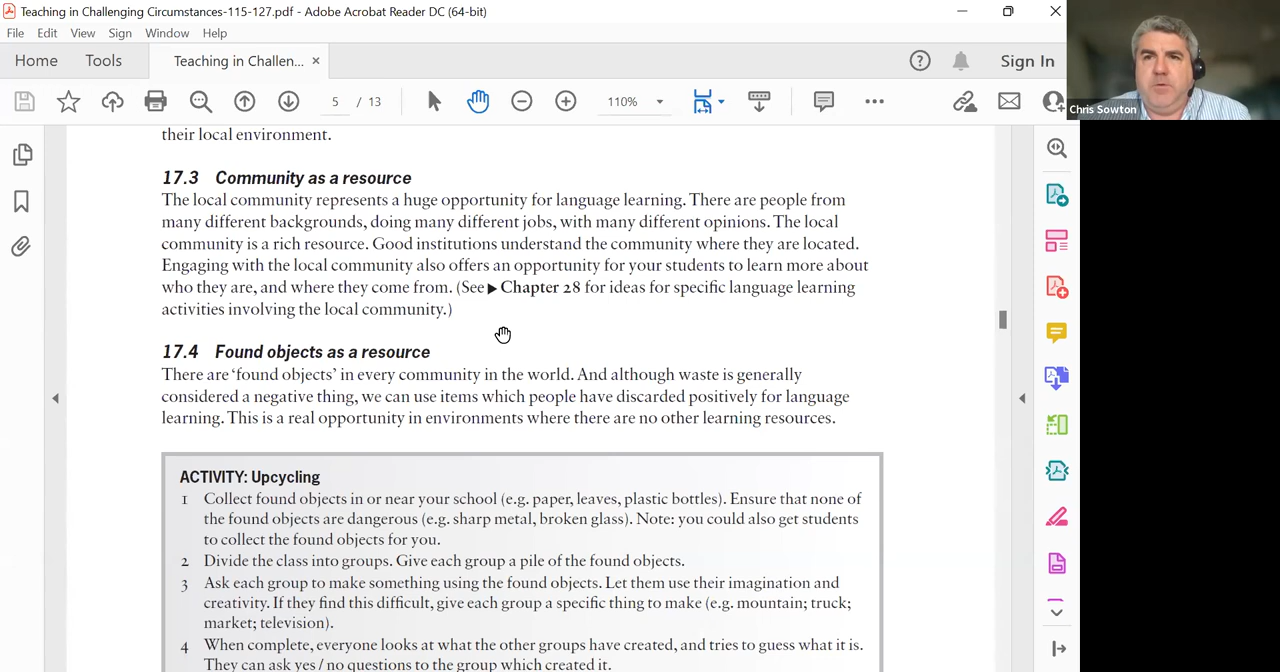 Teaching in Challenging Circumstances-115-127.pdf - Adobe Acrobat Reader DC (64-bit)
File Edit View Sign Window Help
Home Tools Teaching in Challen... × Sign In
5 / 13 110%
Chris Sowton
their local environment.
17.3 Community as a resource
The local community represents a huge opportunity for language learning. There are people from
many different backgrounds, doing many different jobs, with many different opinions. The local
community is a rich resource. Good institutions understand the community where they are located.
Engaging with the local community also offers an opportunity for your students to learn more about
who they are, and where they come from. (See ▶ Chapter 28 for ideas for specific language learning
activities involving the local community.)
17.4 Found objects as a resource
There are ‘found objects’ in every community in the world. And although waste is generally
considered a negative thing, we can use items which people have discarded positively for language
learning. This is a real opportunity in environments where there are no other learning resources.
ACTIVITY: Upcycling
1 Collect found objects in or near your school (e.g. paper, leaves, plastic bottles). Ensure that none of
the found objects are dangerous (e.g. sharp metal, broken glass). Note: you could also get students
to collect the found objects for you.
2 Divide the class into groups. Give each group a pile of the found objects.
3 Ask each group to make something using the found objects. Let them use their imagination and
creativity. If they find this difficult, give each group a specific thing to make (e.g. mountain; truck;
market; television).
4 When complete, everyone looks at what the other groups have created, and tries to guess what it is.
They can ask yes / no questions to the group which created it.